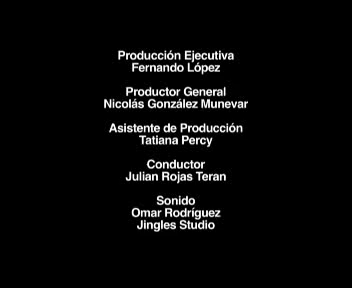 Producción Ejecutiva
Fernando López
Productor General
Nicolás González Munevar
Asistente de Producción
Tatiana Percy
Conductor
Julian Rojas Teran
Sonido
Omar Rodríguez
Jingles Studio